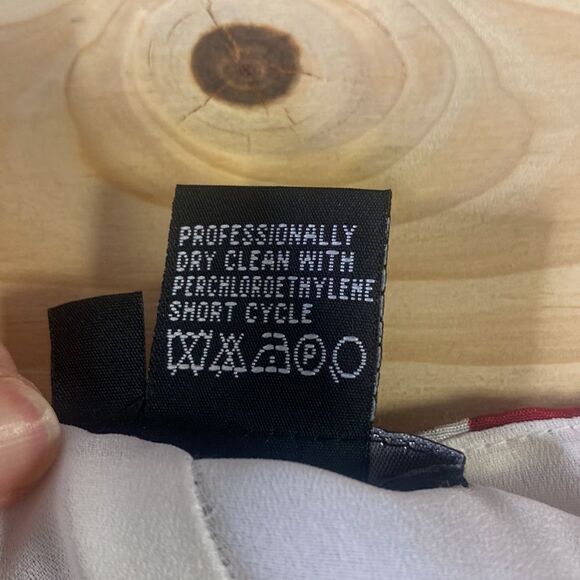 PROFESSIONALLY
DRY CLEAN WITH
PERCHLOROETHYLENE
SHORT CYCLE
P